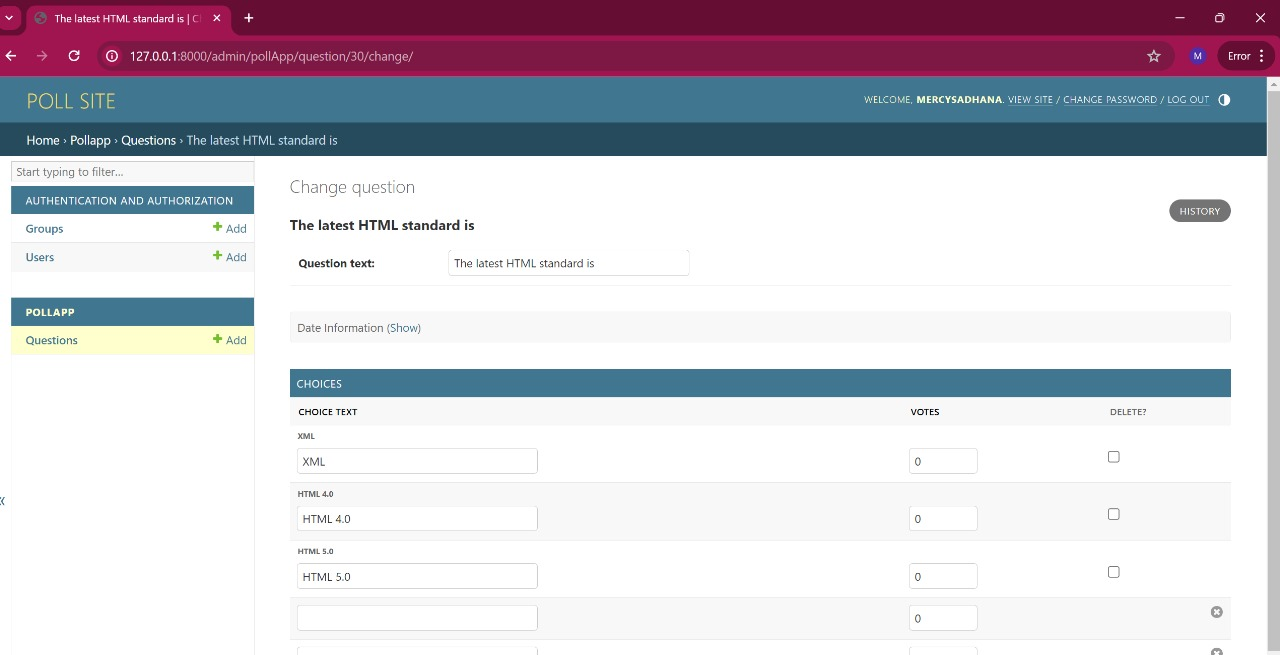 The latest HTML standard is | C
127.0.0.1:8000/admin/pollApp/question/30/change/
M
Error
POLL SITE
WELCOME, MERCYSADHANA. VIEW SITE / CHANGE PASSWORD / LOG OUT
Home › Pollapp › Questions › The latest HTML standard is
Start typing to filter...
AUTHENTICATION AND AUTHORIZATION
Groups
Add
Users
Add
POLLAPP
Questions
Add
Change question
The latest HTML standard is
HISTORY
Question text:
The latest HTML standard is
Date Information (Show)
CHOICES
CHOICE TEXT
VOTES
DELETE?
XML
XML
0
HTML 4.0
HTML 4.0
0
HTML 5.0
HTML 5.0
0
0